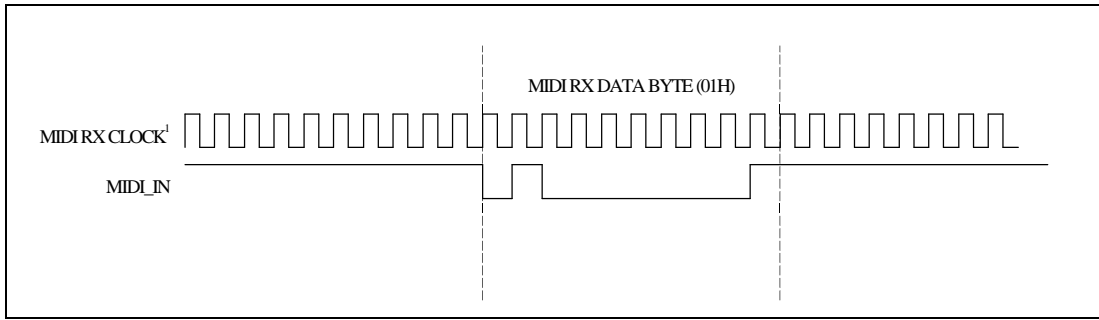 MIDI RX DATA BYTE (01H)
MIDI RX CLOCK¹
MIDI_IN